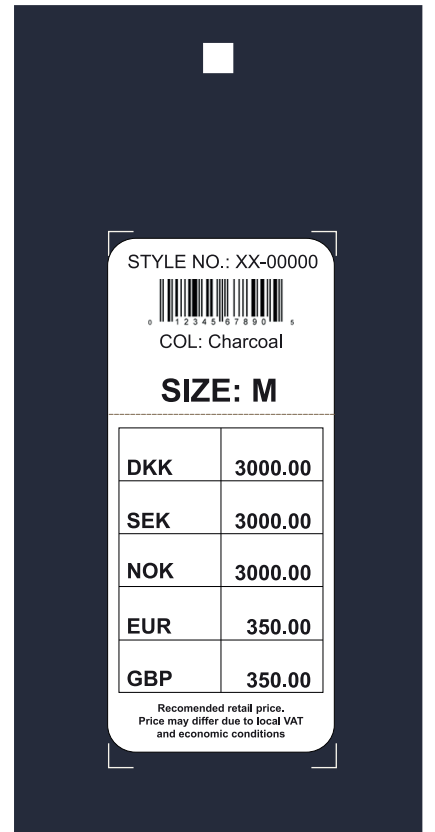 STYLE NO.: XX-00000
0 12345 67890 5
COL: Charcoal
SIZE: M
DKK 3000.00
SEK 3000.00
NOK 3000.00
EUR 350.00
GBP 350.00
Recomended retail price.
Price may differ due to local VAT
and economic conditions